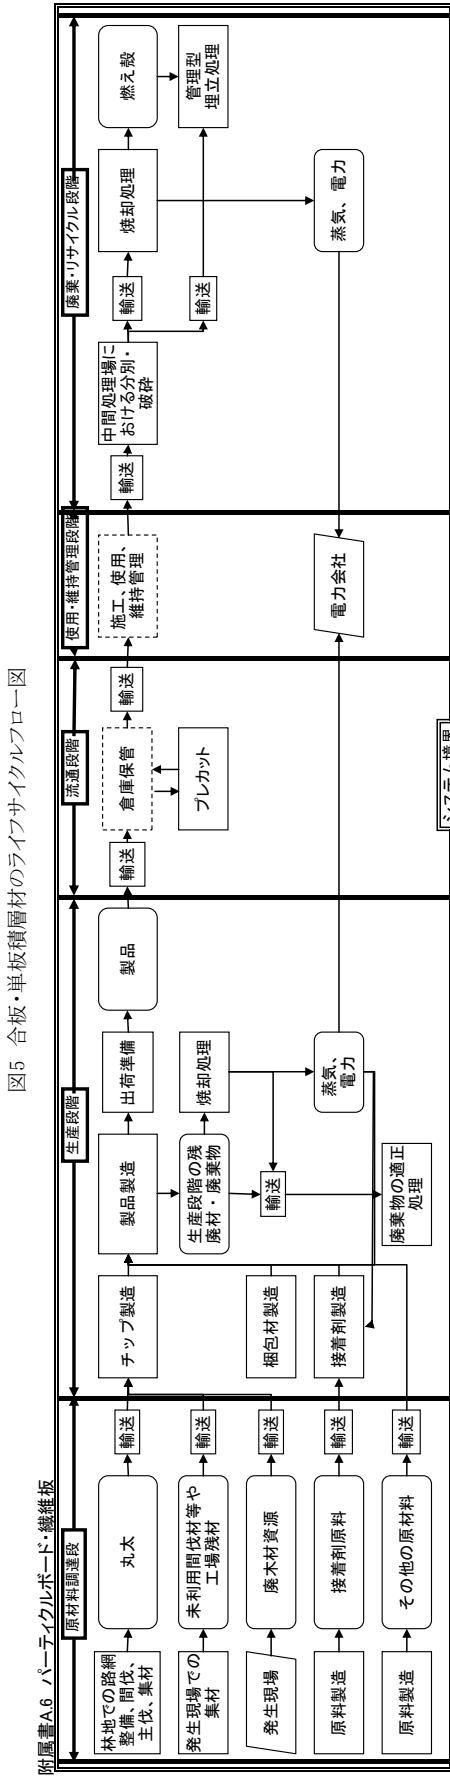 図5 合板・単板積層材のライフサイクルフロー図
附属書A.6 パーティクルボード・繊維板
原材料調達段
生産段階
流通段階
使用・維持管理段階
廃棄・リサイクル段階
林地での路網
整備、間伐、
主伐、集材
丸太
輸送
チップ製造
製品製造
出荷準備
製品
輸送
倉庫保管
輸送
施工、使用、
維持管理
輸送
中間処理場に
おける分別・
破砕
輸送
焼却処理
燃え殻
発生現場での
集材
未利用間伐材等や
工場残材
輸送
生産段階の残
廃材・廃棄物
焼却処理
プレカット
輸送
管理型
埋立処理
発生現場
廃木材資源
輸送
梱包材製造
輸送
原料製造
接着剤原料
輸送
接着剤製造
蒸気、
電力
電力会社
蒸気、電力
原料製造
その他の原材料
輸送
廃棄物の適正
処理